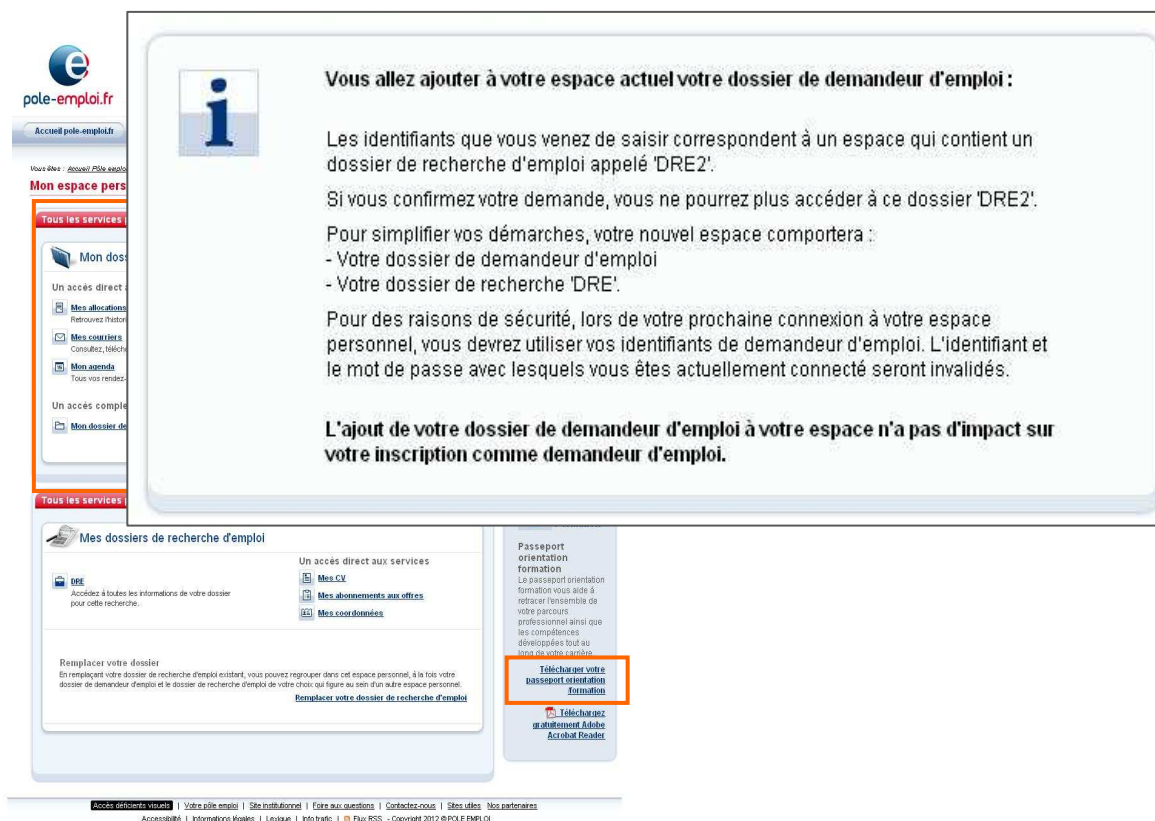 pole-emploi.fr
Accueil pole-emploi.fr
Vous êtes : Accueil Pôle emplo
Mon espace pers
Tous les services p
Mon doss
Un accès direct a
Mes allocations
Retrouvez l'histori
Mes courriers
Consultez, téléche
Mon agenda
Tous vos rendez-
Un accès comple
Mon dossier de
Vous allez ajouter à votre espace actuel votre dossier de demandeur d'emploi :
Les identifiants que vous venez de saisir correspondent à un espace qui contient un
dossier de recherche d'emploi appelé 'DRE2'.
Si vous confirmez votre demande, vous ne pourrez plus accéder à ce dossier 'DRE2'.
Pour simplifier vos démarches, votre nouvel espace comportera :
- Votre dossier de demandeur d'emploi
- Votre dossier de recherche 'DRE'.
Pour des raisons de sécurité, lors de votre prochaine connexion à votre espace
personnel, vous devrez utiliser vos identifiants de demandeur d'emploi. L'identifiant et
le mot de passe avec lesquels vous êtes actuellement connecté seront invalidés.
L'ajout de votre dossier de demandeur d'emploi à votre espace n'a pas d'impact sur
votre inscription comme demandeur d'emploi.
Tous les services p
Mes dossiers de recherche d'emploi
DRE
Accédez à toutes les informations de votre dossier
pour cette recherche.
Un accès direct aux services
Mes CV
Mes abonnements aux offres
Mes coordonnées
Remplacer votre dossier
En remplaçant votre dossier de recherche d'emploi existant, vous pouvez regrouper dans cet espace personnel, à la fois votre
dossier de demandeur d'emploi et le dossier de recherche d'emploi de votre choix qui figure au sein d'un autre espace personnel.
Remplacer votre dossier de recherche d'emploi
Passeport
orientation
formation
Le passeport orientation
formation vous aide à
retracer l'ensemble de
votre parcours
professionnel ainsi que
les compétences
développées tout au
long de votre carrière.
Télécharger votre
passeport orientation
formation
Téléchargez
gratuitement Adobe
Acrobat Reader
Accès déficients visuels | Votre pôle emploi | Site institutionnel | Foire aux questions | Contactez-nous | Sites utiles Nos partenaires
Accessibilité | Informations légales | Lexique | Info trafic | Flux RSS - Copyright 2012 © POLE EMPLOI